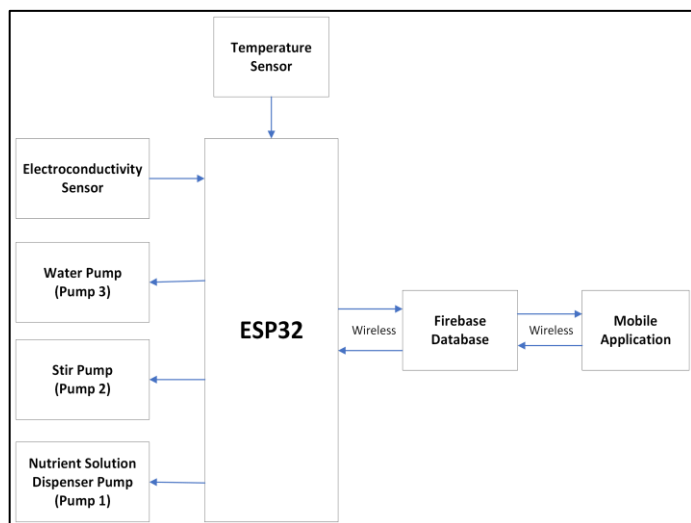 Temperature
Sensor
Electroconductivity
Sensor
Water Pump
(Pump 3)
Stir Pump
(Pump 2)
Nutrient Solution
Dispenser Pump
(Pump 1)
ESP32
Wireless
Firebase
Database
Wireless
Mobile
Application